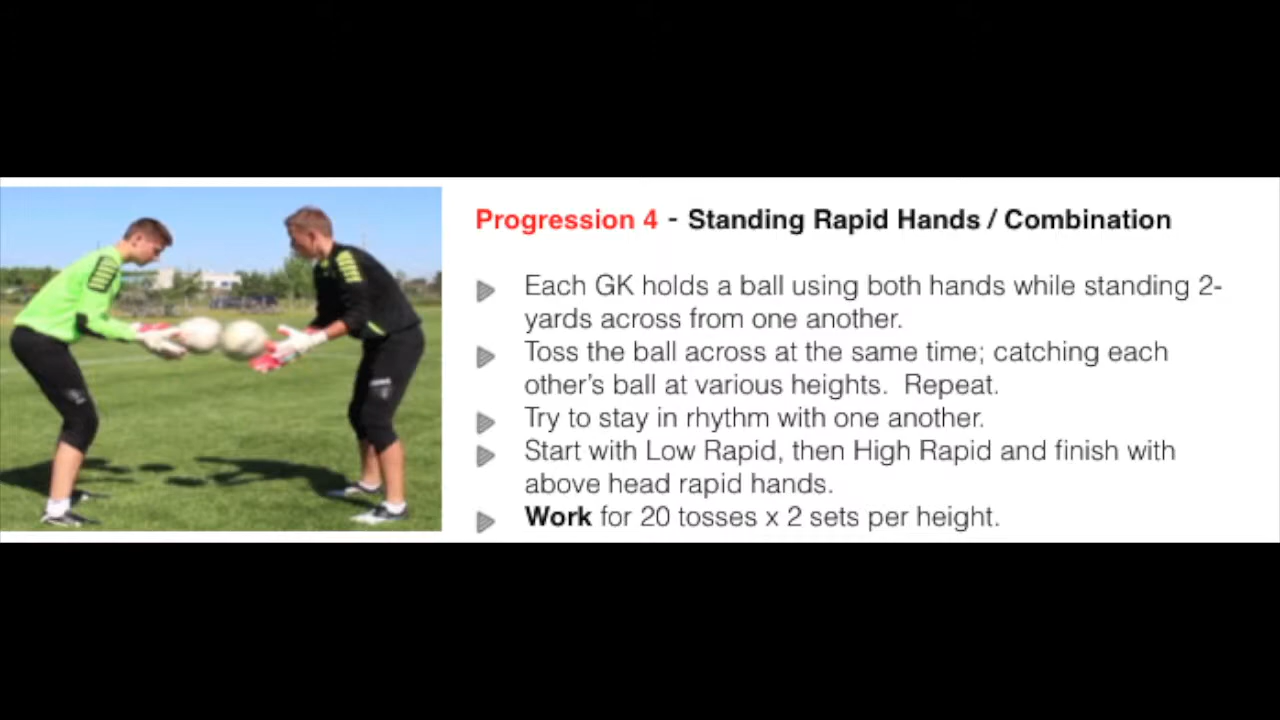 Progression 4 - Standing Rapid Hands / Combination
Each GK holds a ball using both hands while standing 2-
yards across from one another.
Toss the ball across at the same time; catching each
other's ball at various heights.  Repeat.
Try to stay in rhythm with one another.
Start with Low Rapid, then High Rapid and finish with
above head rapid hands.
Work for 20 tosses x 2 sets per height.